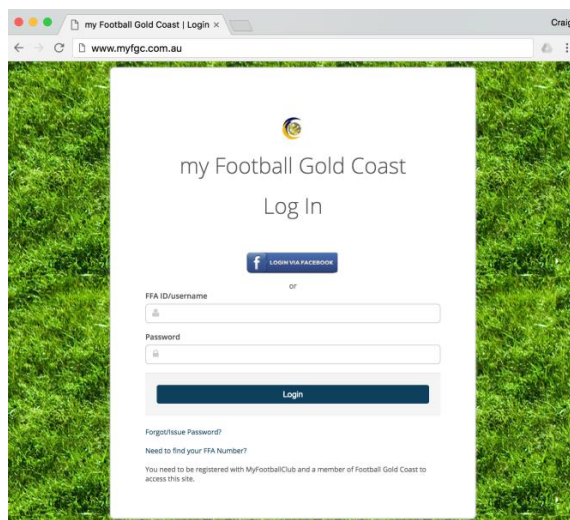 my Football Gold Coast | Login ×
Craig
www.myfgc.com.au
my Football Gold Coast
Log In
f LOGIN VIA FACEBOOK
or
FFA ID/username
Password
Login
Forgot/Issue Password?
Need to find your FFA Number?
You need to be registered with MyFootballClub and a member of Football Gold Coast to
access this site.